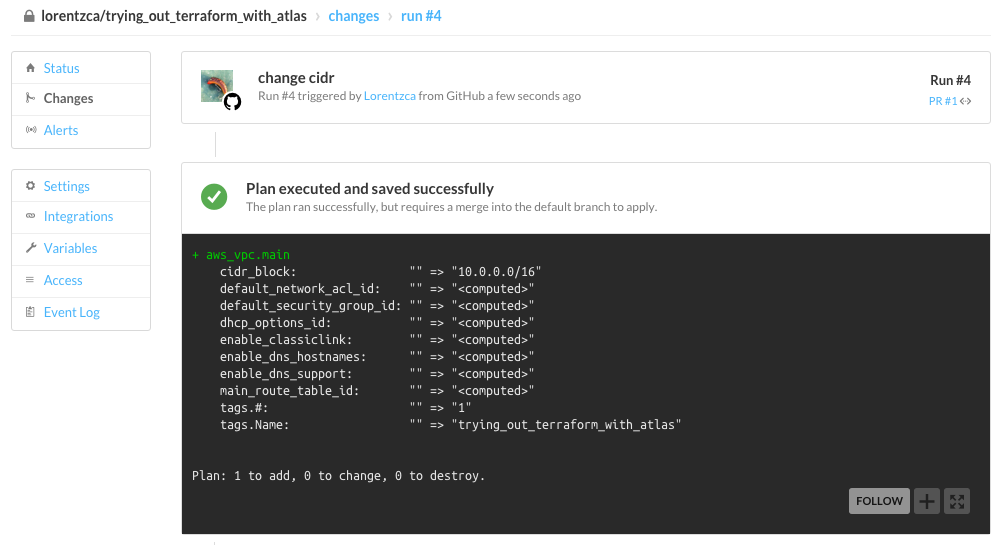 lorentzca/trying_out_terraform_with_atlas › changes › run #4
Status
Changes
Alerts
Settings
Integrations
Variables
Access
Event Log
change cidr
Run #4 triggered by Lorentzca from GitHub a few seconds ago
Run #4
PR #1
Plan executed and saved successfully
The plan ran successfully, but requires a merge into the default branch to apply.
+ aws_vpc.main
cidr_block: "" => "10.0.0.0/16"
default_network_acl_id: "" => "<computed>"
default_security_group_id: "" => "<computed>"
dhcp_options_id: "" => "<computed>"
enable_classiclink: "" => "<computed>"
enable_dns_hostnames: "" => "<computed>"
enable_dns_support: "" => "<computed>"
main_route_table_id: "" => "<computed>"
tags.#: "" => "1"
tags.Name: "" => "trying_out_terraform_with_atlas"
Plan: 1 to add, 0 to change, 0 to destroy.
FOLLOW